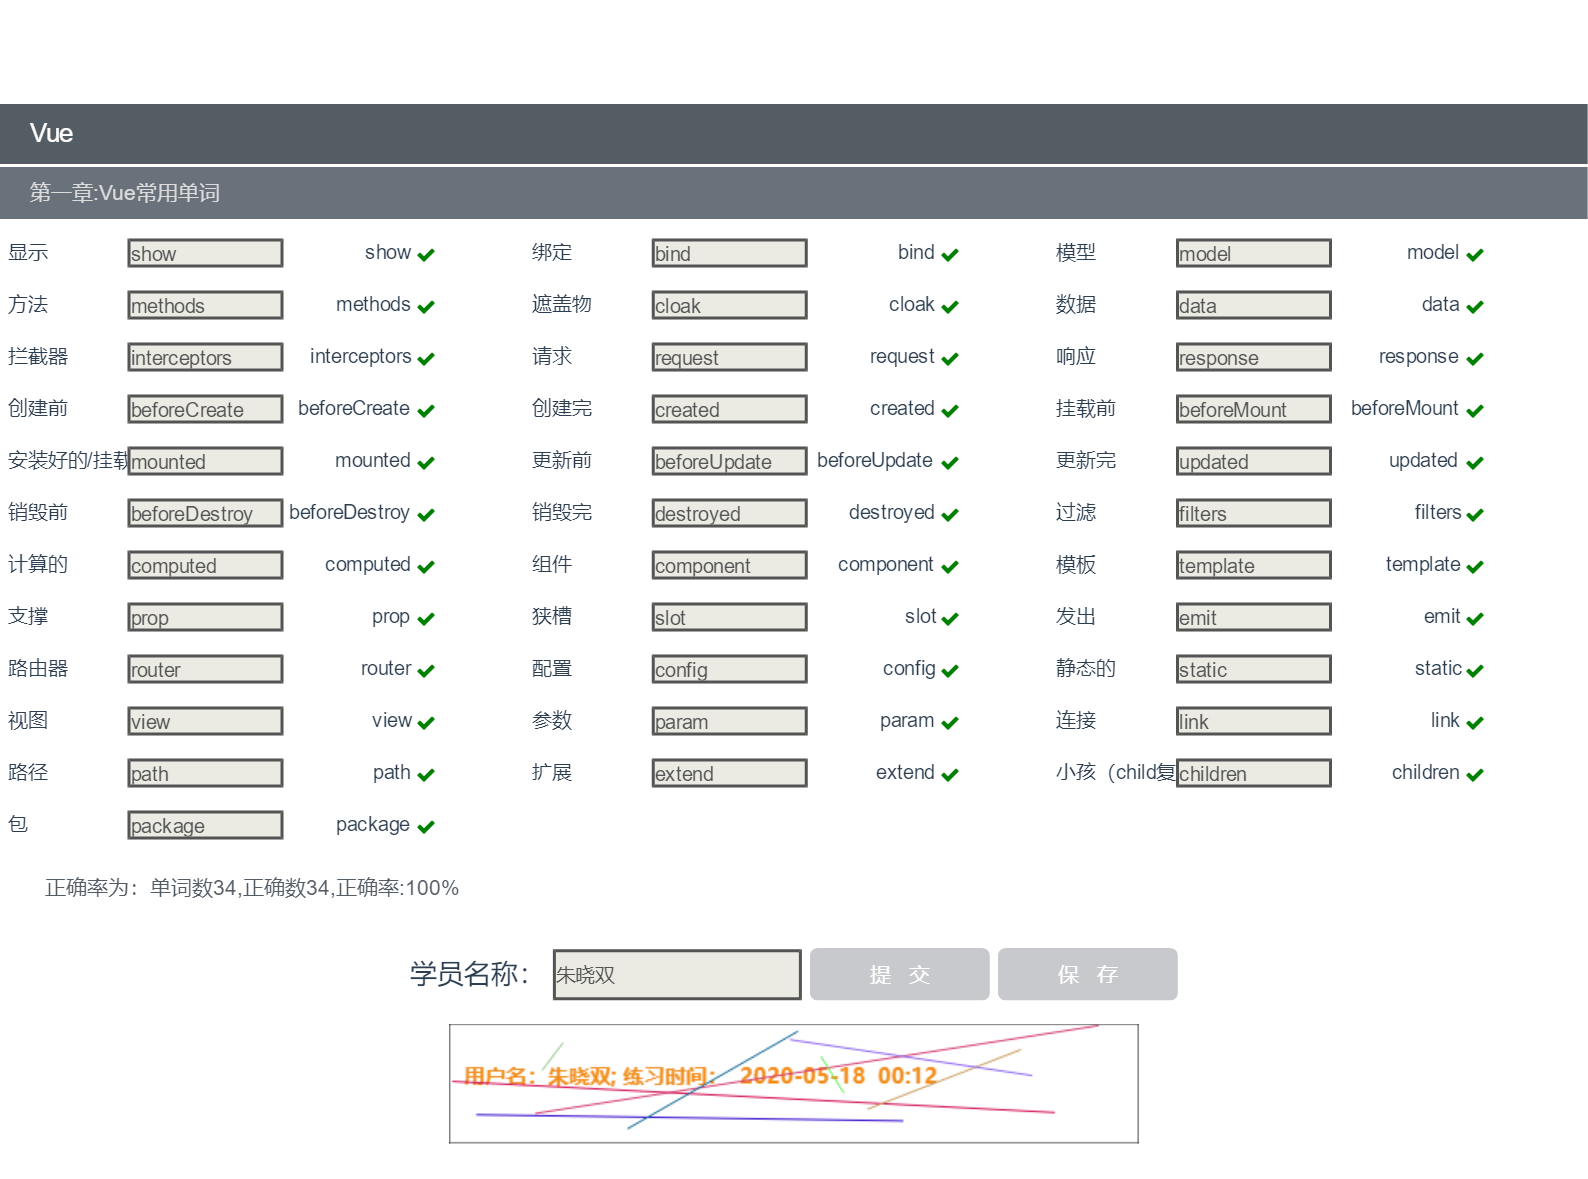 Vue
第一章:Vue常用单词
显示 show show 绑定 bind bind 模型 model model
方法 methods methods 遮盖物 cloak cloak 数据 data data
拦截器 interceptors interceptors 请求 request request 响应 response response
创建前 beforeCreate beforeCreate 创建完 created created 挂载前 beforeMount beforeMount
安装好的/挂载 mounted mounted 更新前 beforeUpdate beforeUpdate 更新完 updated updated
销毁前 beforeDestroy beforeDestroy 销毁完 destroyed destroyed 过滤 filters filters
计算的 computed computed 组件 component component 模板 template template
支撑 prop prop 狭槽 slot slot 发出 emit emit
路由器 router router 配置 config config 静态的 static static
视图 view view 参数 param param 连接 link link
路径 path path 扩展 extend extend 小孩（child复 children children
包 package package
正确率为：单词数34,正确数34,正确率:100%
学员名称： 朱晓双 提 交 保 存
用户名：朱晓双; 练习时间： 2020-05-18 00:12